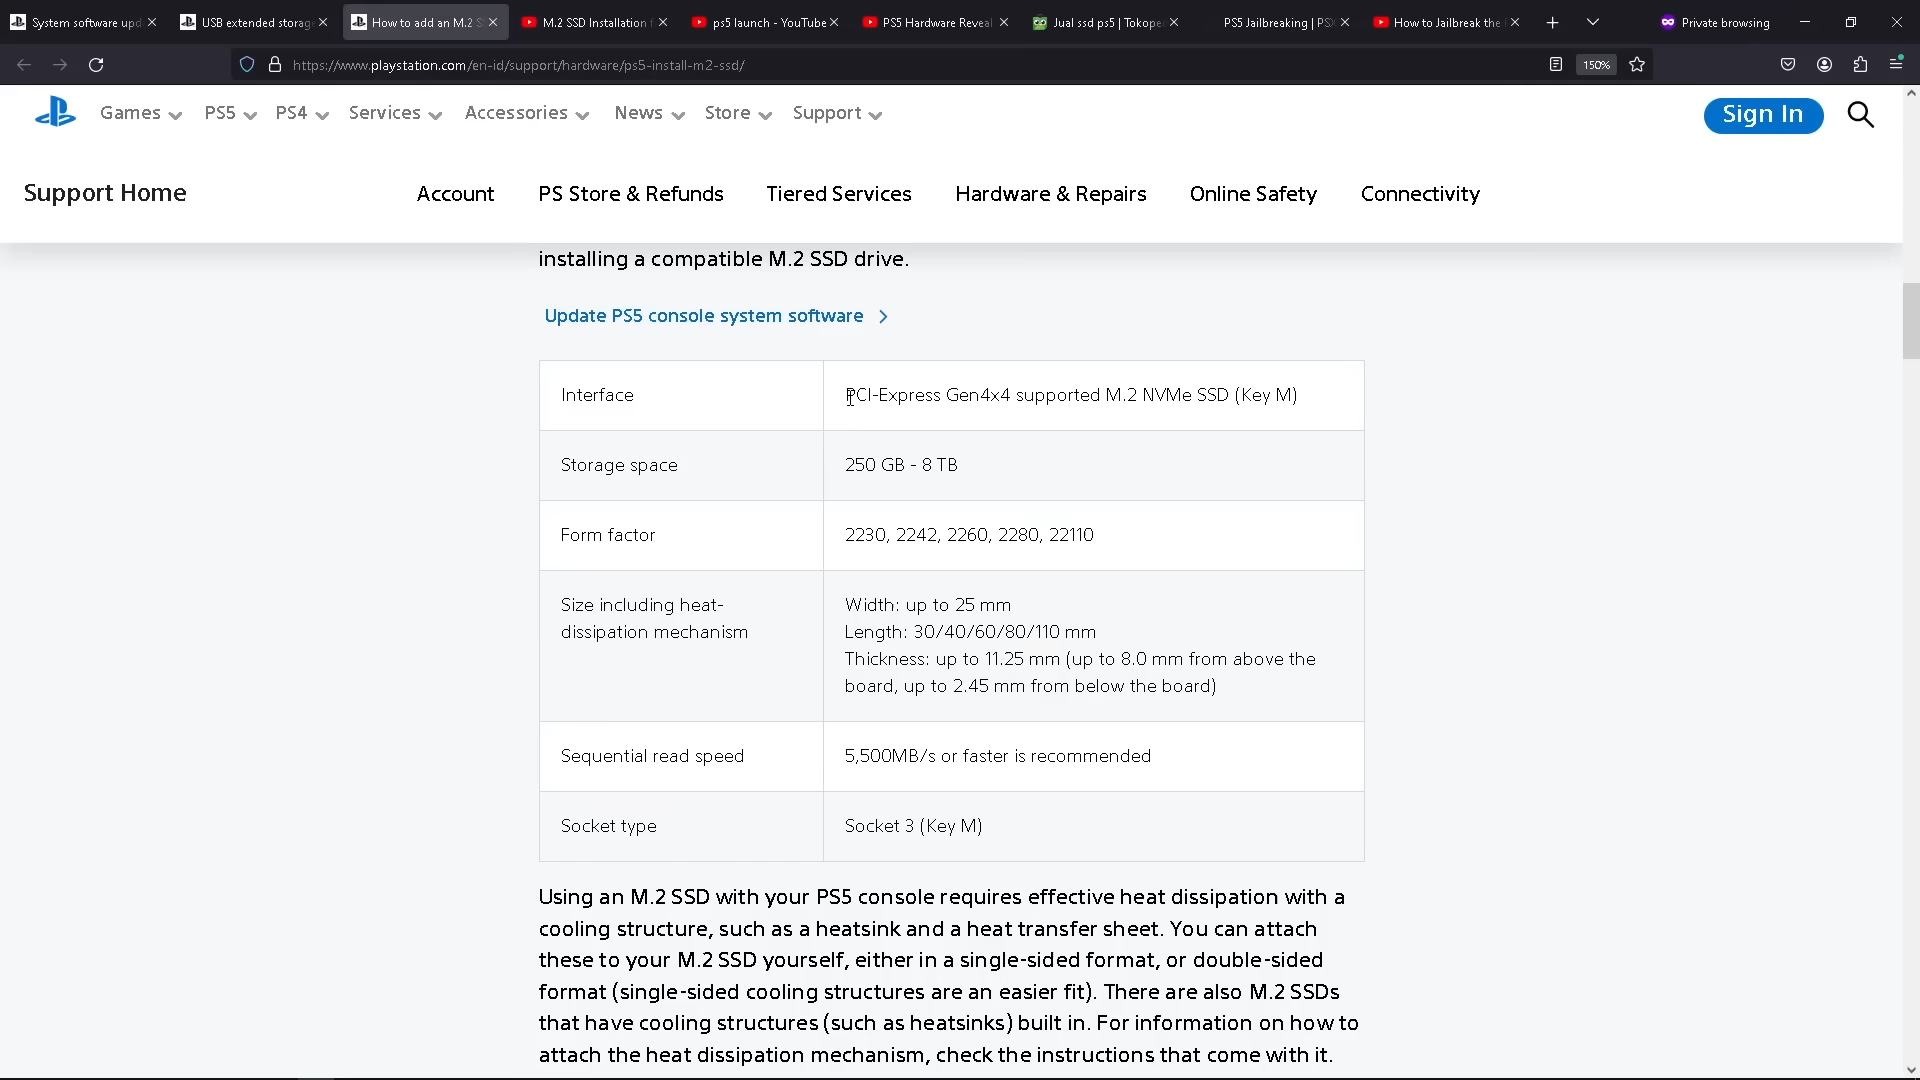 System software upd
USB extended storag
How to add an M.2 S
M.2 SSD Installation f
ps5 launch - YouTube
PS5 Hardware Reveal
Jual ssd ps5 | Tokope
PS5 Jailbreaking | PS
How to Jailbreak the
Private browsing
https://www.playstation.com/en-id/support/hardware/ps5-install-m2-ssd/
150%
Games
PS5
PS4
Services
Accessories
News
Store
Support
Sign In
Support Home
Account
PS Store & Refunds
Tiered Services
Hardware & Repairs
Online Safety
Connectivity
installing a compatible M.2 SSD drive.
Update PS5 console system software
Interface
PCI-Express Gen4x4 supported M.2 NVMe SSD (Key M)
Storage space
250 GB - 8 TB
Form factor
2230, 2242, 2260, 2280, 22110
Size including heat-
dissipation mechanism
Width: up to 25 mm
Length: 30/40/60/80/110 mm
Thickness: up to 11.25 mm (up to 8.0 mm from above the
board, up to 2.45 mm from below the board)
Sequential read speed
5,500MB/s or faster is recommended
Socket type
Socket 3 (Key M)
Using an M.2 SSD with your PS5 console requires effective heat dissipation with a
cooling structure, such as a heatsink and a heat transfer sheet. You can attach
these to your M.2 SSD yourself, either in a single-sided format, or double-sided
format (single-sided cooling structures are an easier fit). There are also M.2 SSDs
that have cooling structures (such as heatsinks) built in. For information on how to
attach the heat dissipation mechanism, check the instructions that come with it.